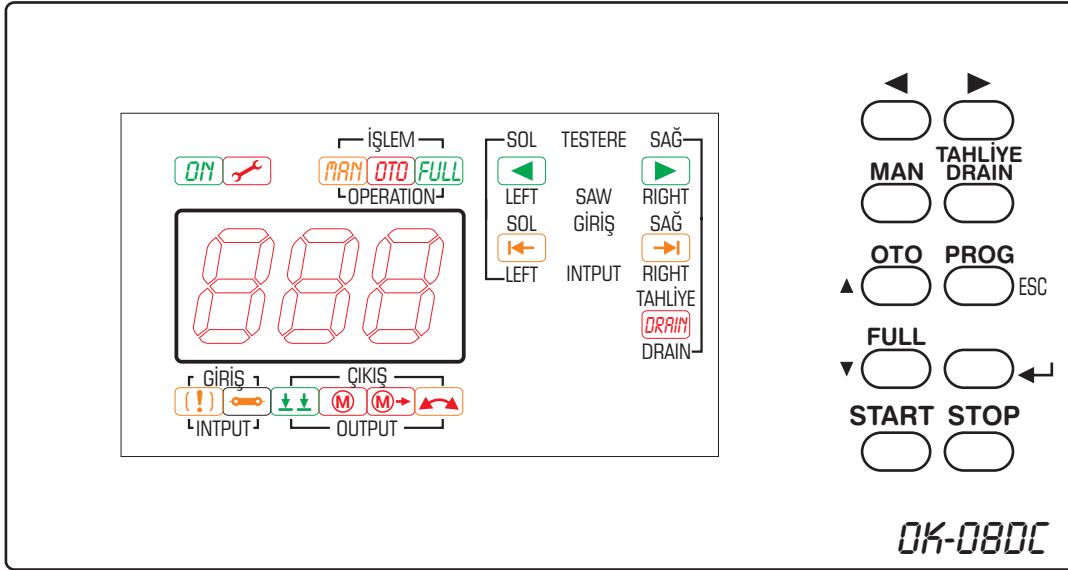 İŞLEM
ON MAN OTO FULL
OPERATION
888
GİRİŞ ÇIKIŞ
(!) M M
INTPUT OUTPUT
SOL TESTERE SAĞ
LEFT SAW RIGHT
SOL GİRİŞ SAĞ
LEFT INTPUT RIGHT
TAHLİYE
DRAIN
DRAIN
MAN TAHLİYE
DRAIN
OTO PROG
ESC
FULL
START STOP
OK-08DC